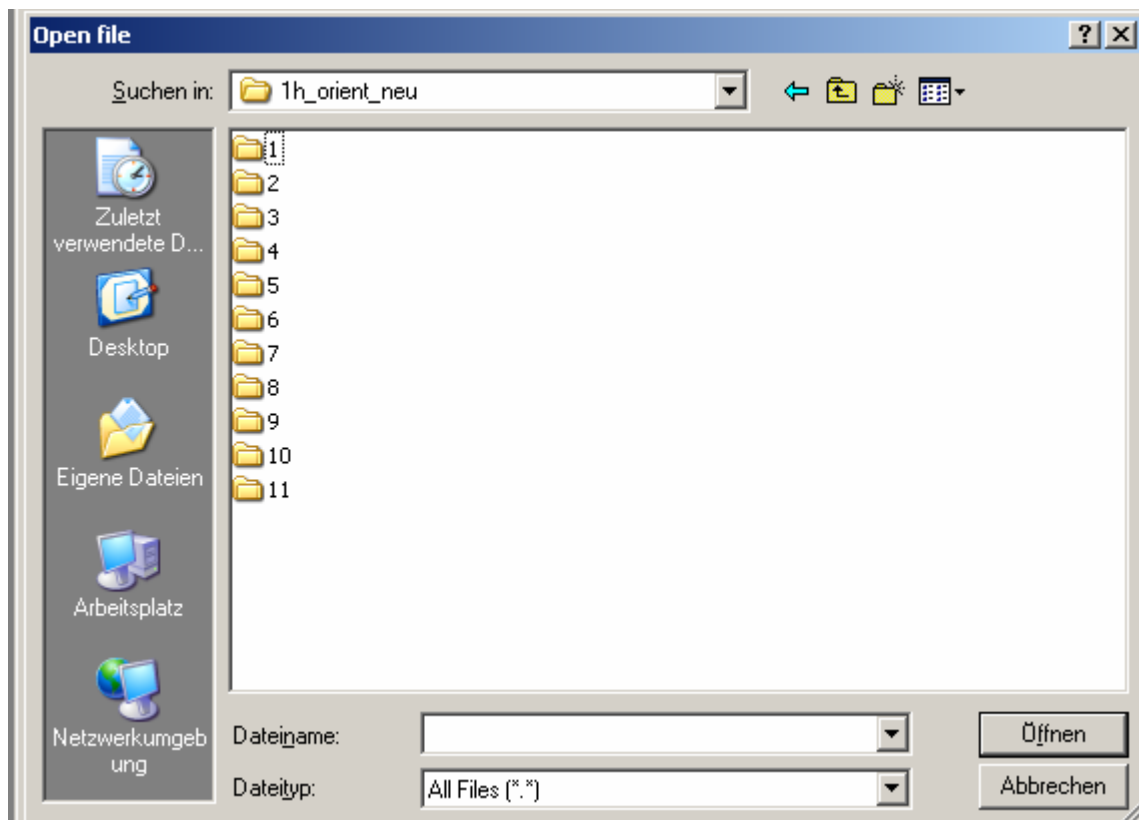 Open file
Suchen in:
1h_orient_neu
Zuletzt
verwendete D...
Desktop
Eigene Dateien
Arbeitsplatz
Netzwerkumgeb
ung
1
2
3
4
5
6
7
8
9
10
11
Dateiname:
Öffnen
Dateityp:
All Files (*.*)
Abbrechen